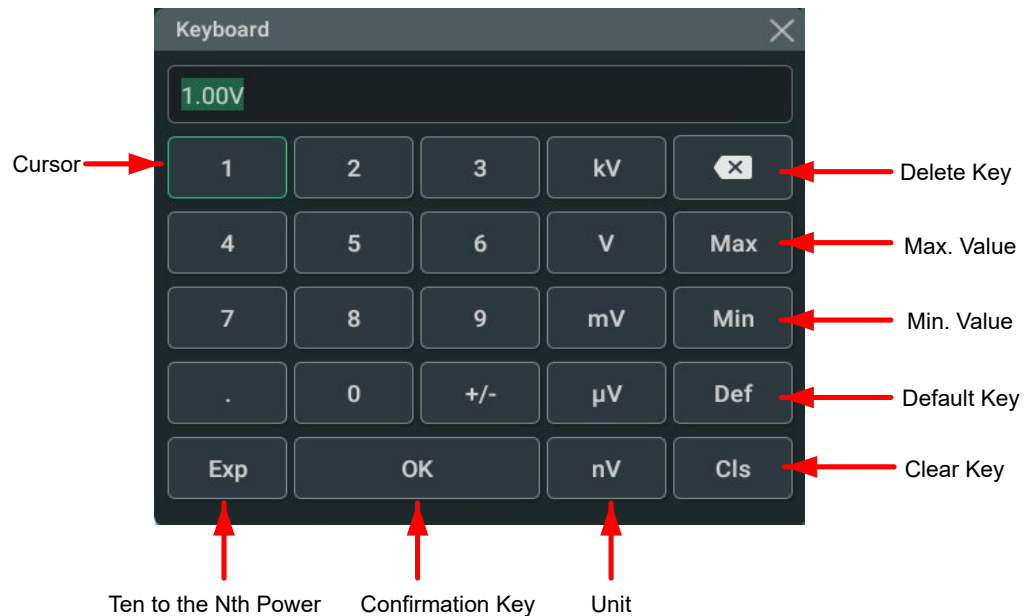 Keyboard
1.00V
Cursor 1 2 3 kV Delete Key
4 5 6 V Max Max. Value
7 8 9 mV Min Min. Value
. 0 +/- µV Def Default Key
Exp OK nV Cls Clear Key
Ten to the Nth Power Confirmation Key Unit